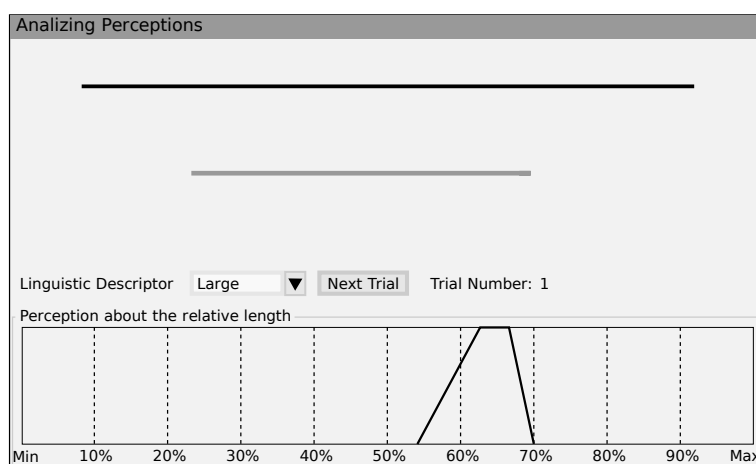 Analizing Perceptions
Linguistic Descriptor Large Next Trial Trial Number: 1
Perception about the relative length
Min 10% 20% 30% 40% 50% 60% 70% 80% 90% Max